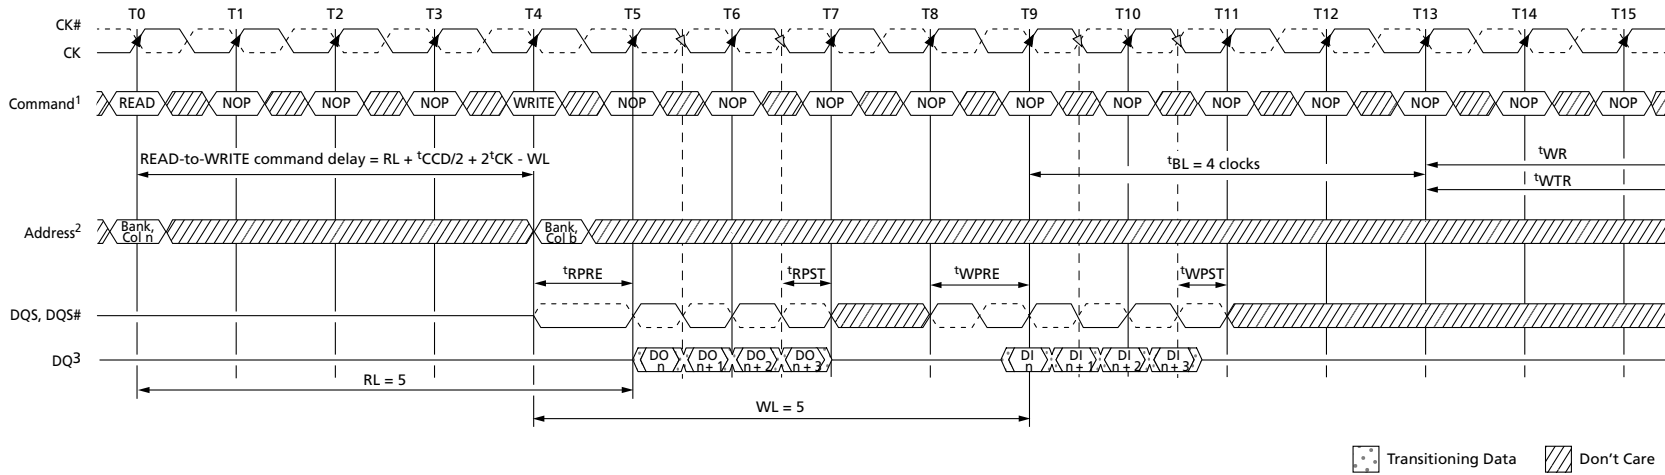 T0 T1 T2 T3 T4 T5 T6 T7 T8 T9 T10 T11 T12 T13 T14 T15
CK#
CK
Command1 READ NOP NOP NOP WRITE NOP NOP NOP NOP NOP NOP NOP NOP NOP NOP NOP
READ-to-WRITE command delay = RL + tCCD/2 + 2tCK - WL
tBL = 4 clocks
tWR
tWTR
Address2 Bank, Col n Bank, Col b
tRPRE tRPST tWPRE tWPST
DQS, DQS#
DQ3 DO n DO n + 1 DO n + 2 DO n + 3 DI n DI n + 1 DI n + 2 DI n + 3
RL = 5
WL = 5
Transitioning Data Don't Care